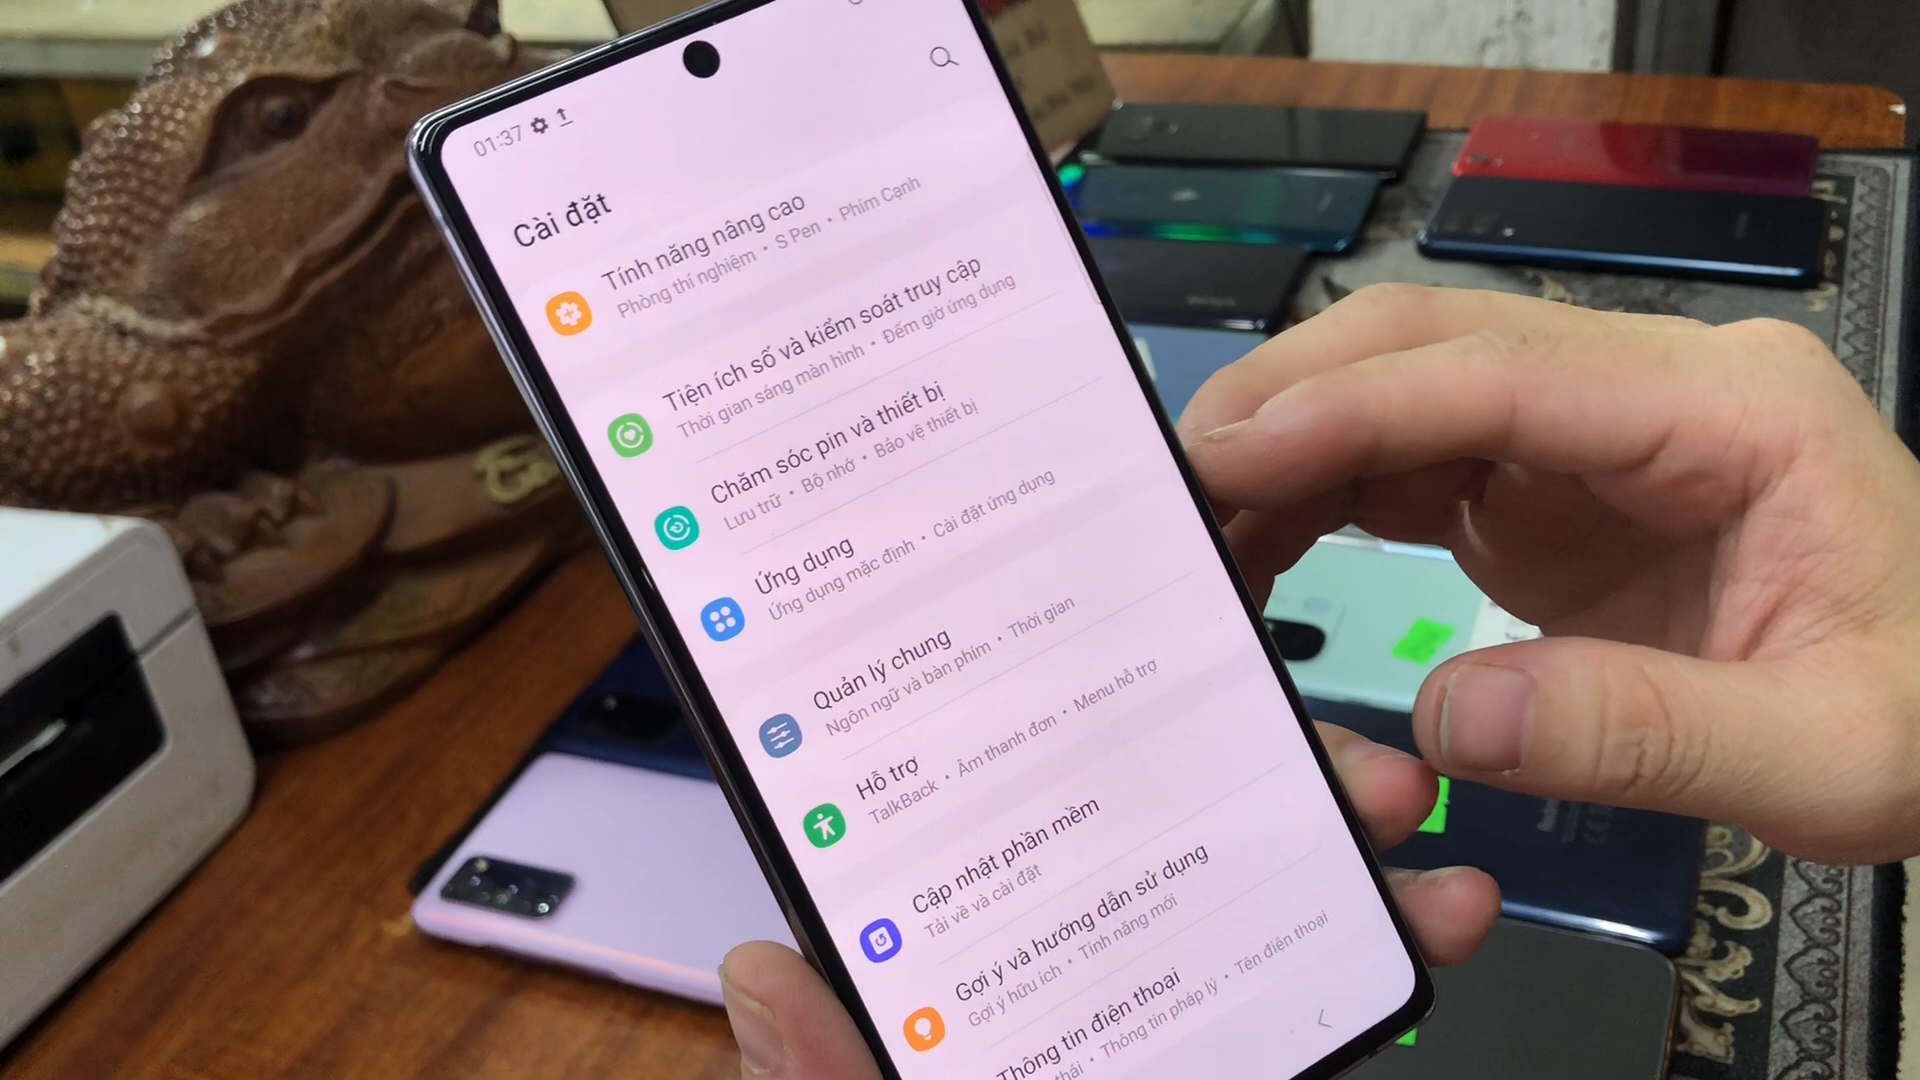 01:37
Cài đặt
Tính năng nâng cao
Phòng thí nghiệm • S Pen • Phím Cạnh
Tiện ích số và kiểm soát truy cập
Thời gian sáng màn hình • Đếm giờ ứng dụng
Chăm sóc pin và thiết bị
Lưu trữ • Bộ nhớ • Bảo vệ thiết bị
Ứng dụng
Ứng dụng mặc định • Cài đặt ứng dụng
Quản lý chung
Ngôn ngữ và bàn phím • Thời gian
Hỗ trợ
TalkBack • Âm thanh đơn • Menu hỗ trợ
Cập nhật phần mềm
Tải về và cài đặt
Gợi ý và hướng dẫn sử dụng
Gợi ý hữu ích • Tính năng mới
Thông tin điện thoại
thái • Thông tin pháp lý • Tên điện thoại
Redmi